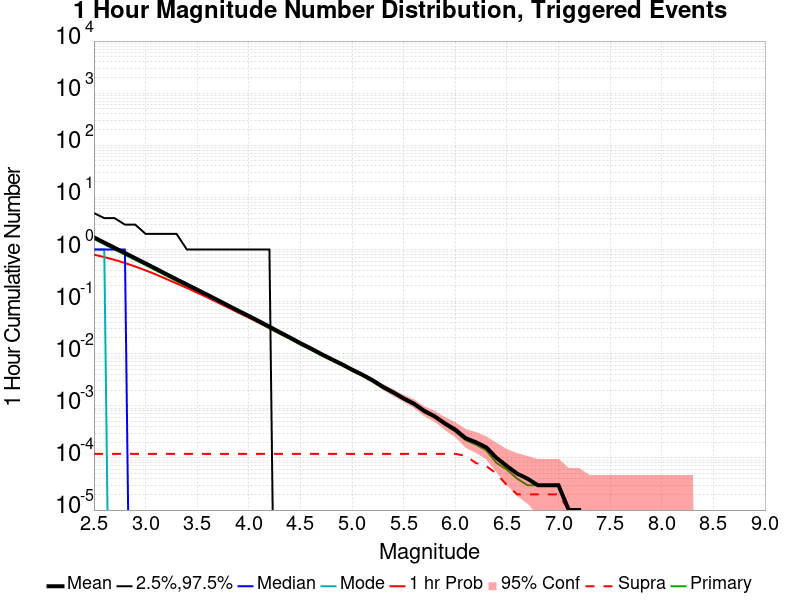 1 Hour Magnitude Number Distribution, Triggered Events
10 4
10 3
10 2
10 1
10 0
10 -1
10 -2
10 -3
10 -4
10 -5
1 Hour Cumulative Number
2.5 3.0 3.5 4.0 4.5 5.0 5.5 6.0 6.5 7.0 7.5 8.0 8.5 9.0
Magnitude
Mean 2.5%,97.5% Median Mode 1 hr Prob 95% Conf Supra Primary